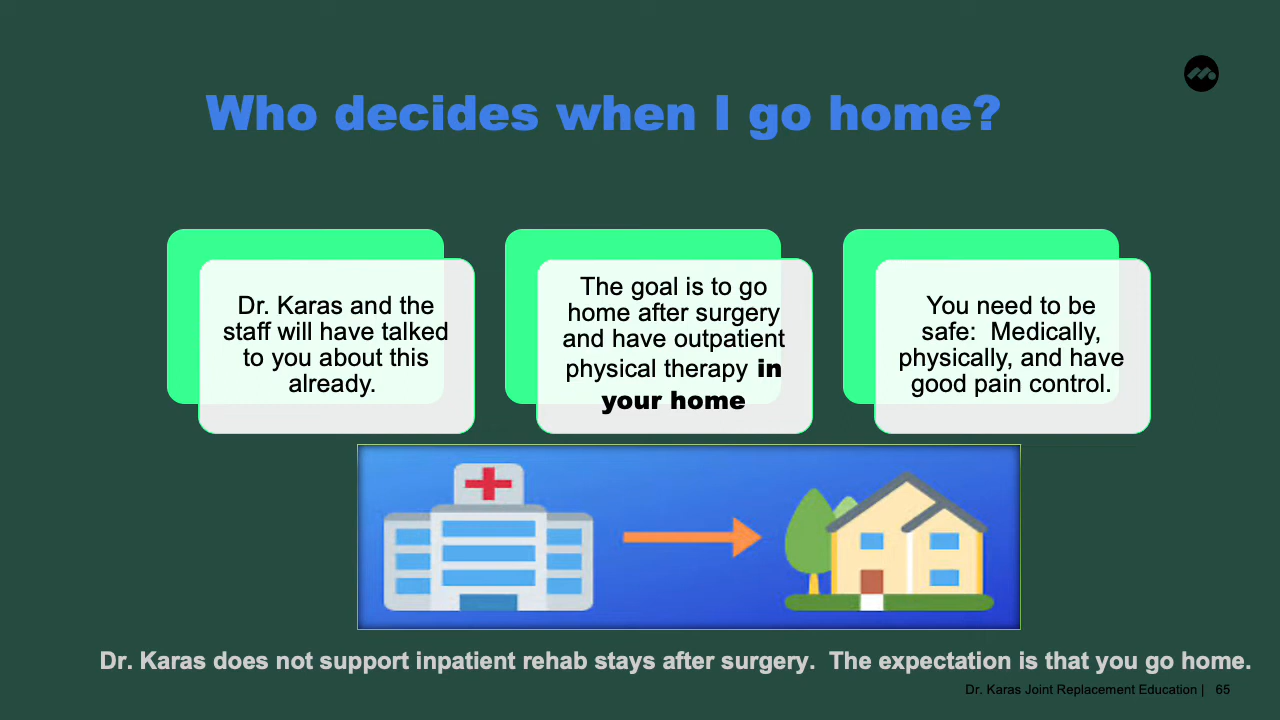 Who decides when I go home?
Dr. Karas and the
staff will have talked
to you about this
already.
The goal is to go
home after surgery
and have outpatient
physical therapy in
your home
You need to be
safe:  Medically,
physically, and have
good pain control.
Dr. Karas does not support inpatient rehab stays after surgery.  The expectation is that you go home.
Dr. Karas Joint Replacement Education |   65